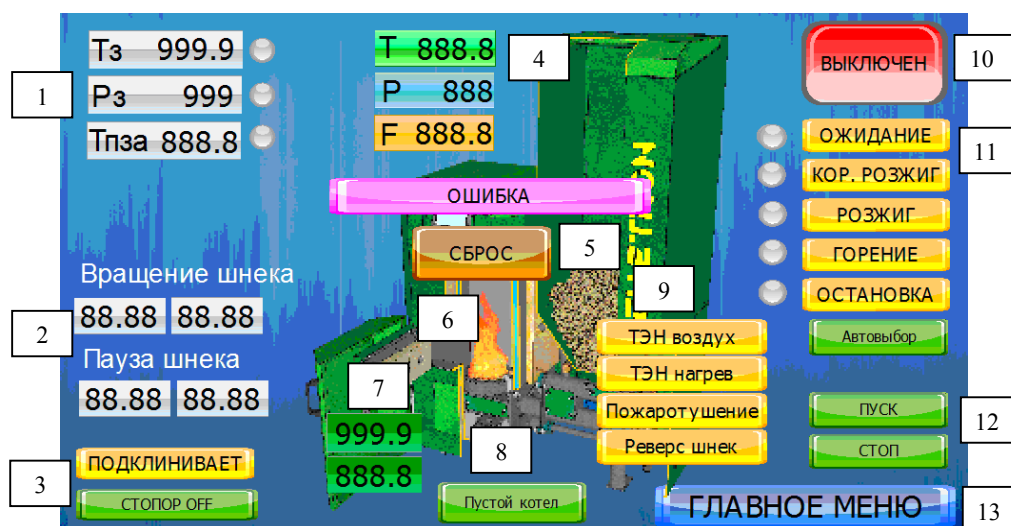 Тз 999.9
Рз 999
Тпза 888.8
1
T 888.8
P 888
F 888.8
4
ВЫКЛЮЧЕН
10
ОЖИДАНИЕ
КОР. РОЗЖИГ
РОЗЖИГ
ГОРЕНИЕ
ОСТАНОВКА
Автовыбор
11
ОШИБКА
СБРОС
5
6
9
Вращение шнека
88.88 88.88
Пауза шнека
88.88 88.88
2
ТЭН воздух
ТЭН нагрев
Пожаротушение
Реверс шнек
7
999.9
888.8
8
ПУСК
СТОП
12
ПОДКЛИНИВАЕТ
СТОПОР OFF
3
Пустой котел
ГЛАВНОЕ МЕНЮ
13